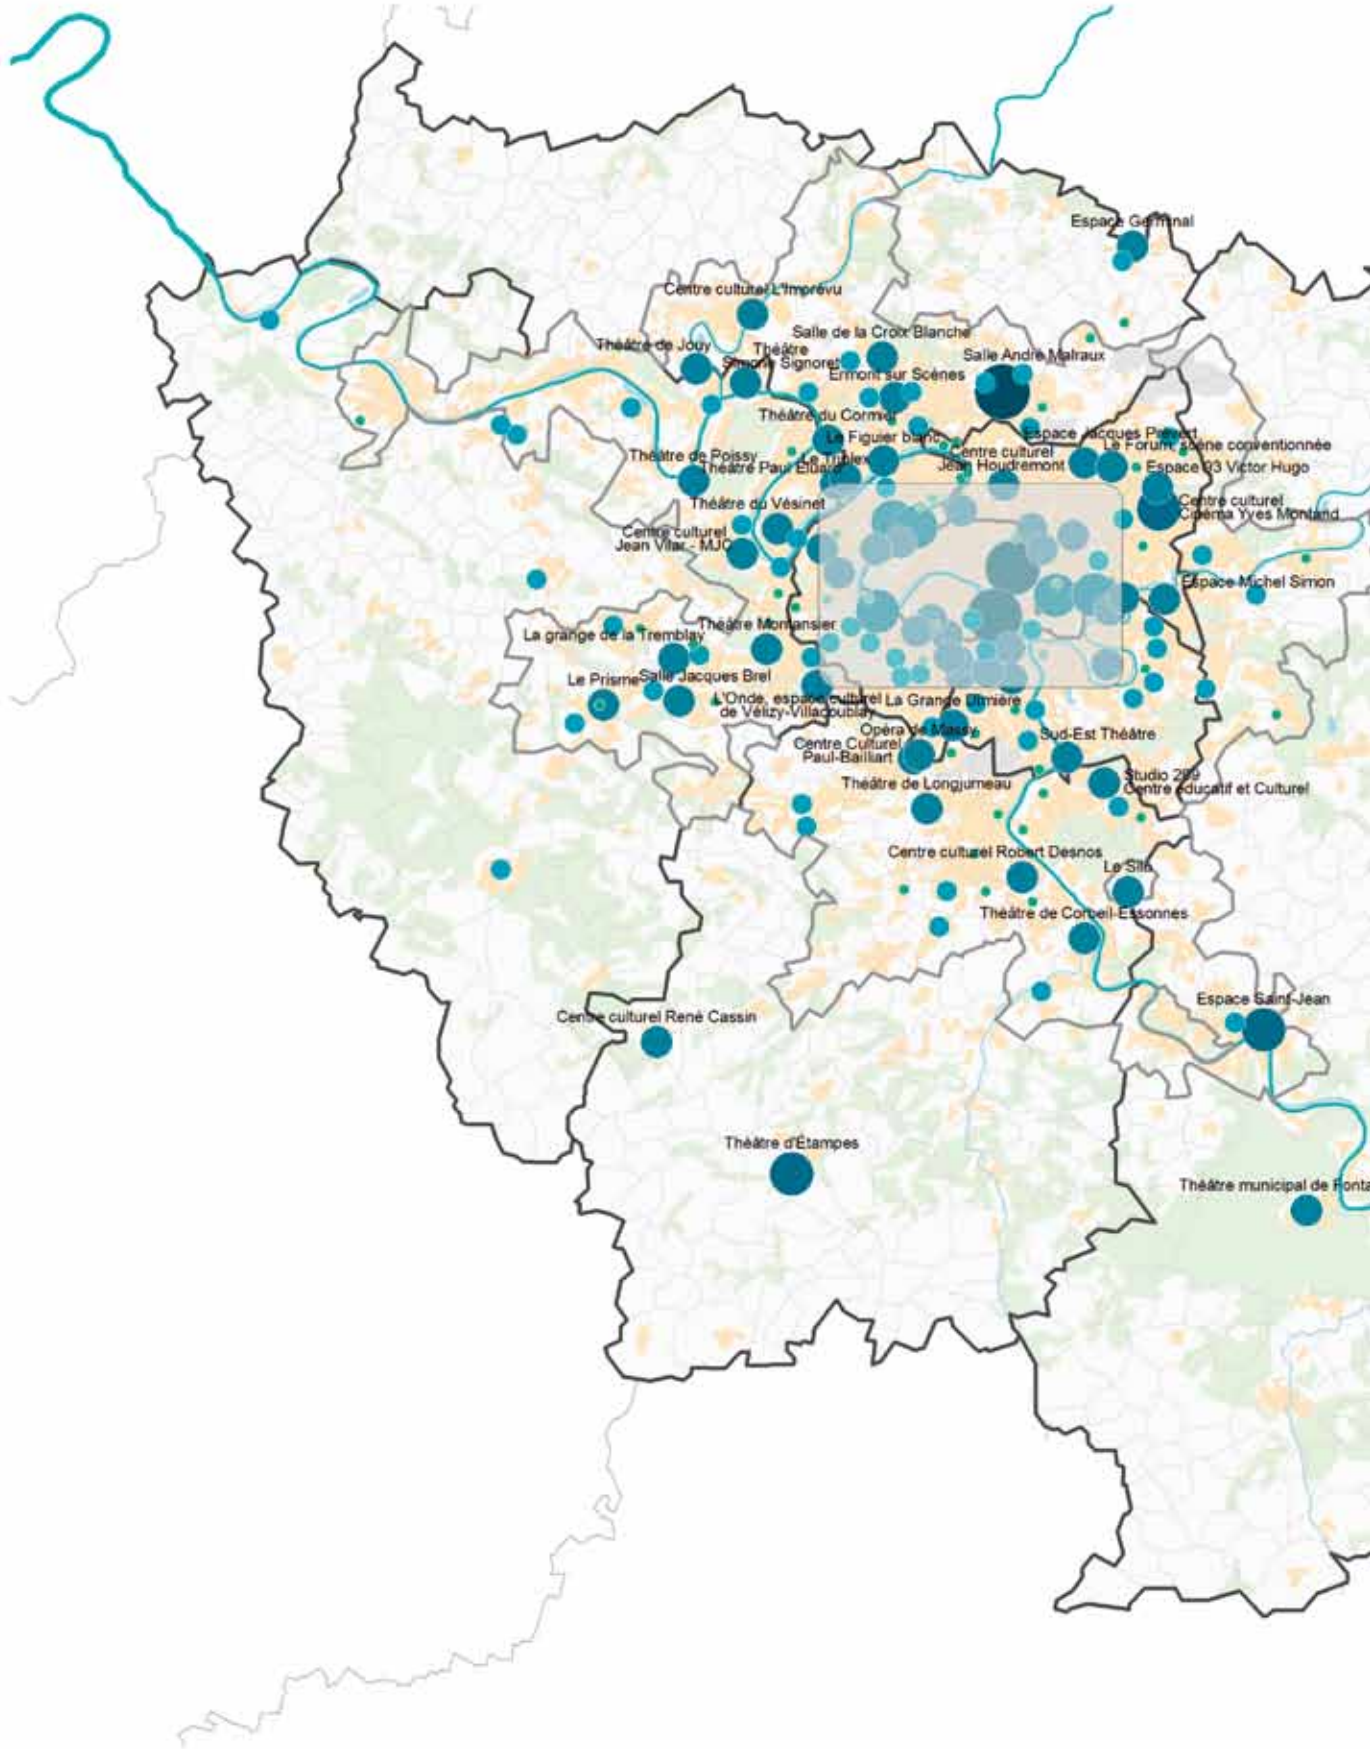 Espace Germinal
Centre culturel L'Imprévu
Salle de la Croix Blanche
Théâtre de Jouy
Théâtre
Simone Signoret
Salle André Malraux
Ermont sur Scènes
Théâtre du Cormier
Le Figuier blanc
Espace Jacques Prévert
Le Forum, scène conventionnée
Centre culturel
Jean Houdremont
Théâtre de Poissy
Théâtre Paul Eluard
Le Triplex
Espace 93 Victor Hugo
Théâtre du Vésinet
Centre culturel
Cinéma Yves Montand
Centre culturel
Jean Vilar - MJC
Espace Michel Simon
Théâtre Montansier
La grange de la Tremblay
Le Prisme
Salle Jacques Brel
L'Onde, espace culturel
de Vélizy-Villacoublay
La Grande Dimière
Opéra de Massy
Sud-Est Théâtre
Centre Culturel
Paul-Bailliart
Théâtre de Longjumeau
Studio 209
Centre éducatif et Culturel
Centre culturel Robert Desnos
Le Silo
Théâtre de Corbeil-Essonnes
Espace Saint-Jean
Centre culturel René Cassin
Théâtre d'Étampes
Théâtre municipal de Fonta